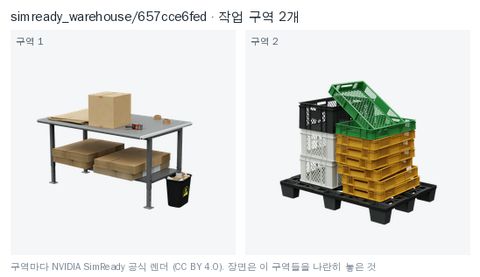 simready_warehouse/657cce6fed · 작업 구역 2개
구역 1
구역 2
구역마다 NVIDIA SimReady 공식 렌더 (CC BY 4.0). 장면은 이 구역들을 나란히 놓은 것